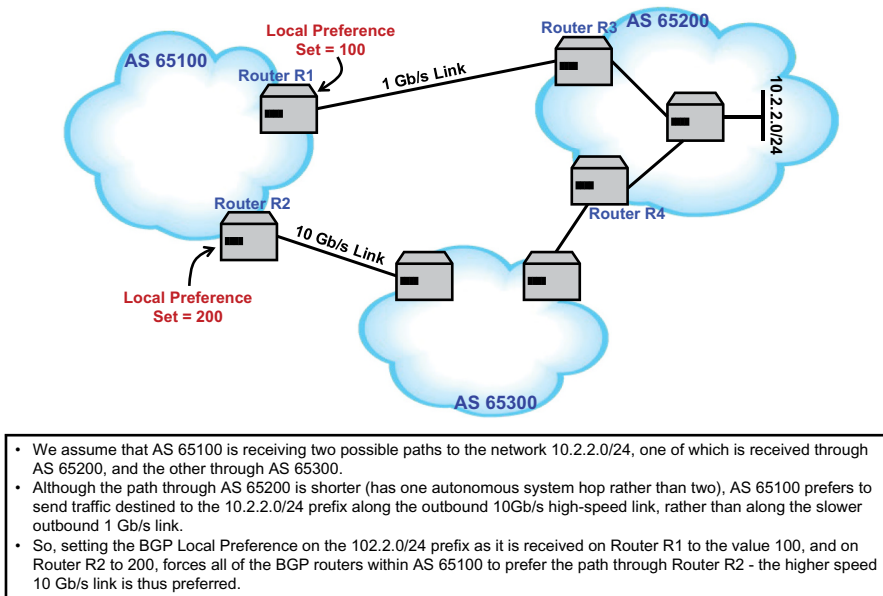 Local Preference
Set = 100
Router R3
AS 65200
AS 65100
Router R1
1 Gb/s Link
10.2.2.0/24
Router R2
Router R4
10 Gb/s Link
Local Preference
Set = 200
AS 65300
• We assume that AS 65100 is receiving two possible paths to the network 10.2.2.0/24, one of which is received through
AS 65200, and the other through AS 65300.
• Although the path through AS 65200 is shorter (has one autonomous system hop rather than two), AS 65100 prefers to
send traffic destined to the 10.2.2.0/24 prefix along the outbound 10Gb/s high-speed link, rather than along the slower
outbound 1 Gb/s link.
• So, setting the BGP Local Preference on the 102.2.0/24 prefix as it is received on Router R1 to the value 100, and on
Router R2 to 200, forces all of the BGP routers within AS 65100 to prefer the path through Router R2 - the higher speed
10 Gb/s link is thus preferred.